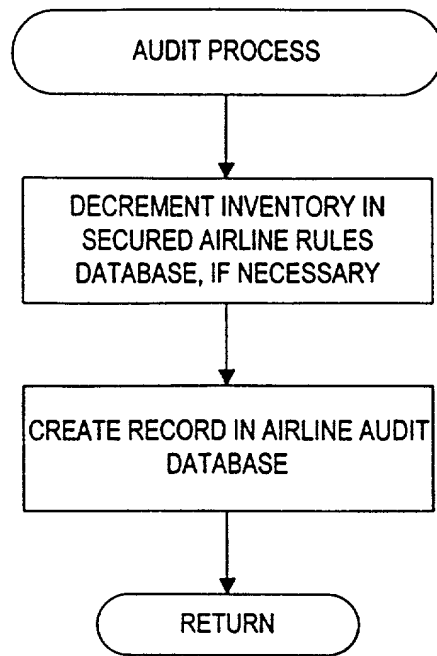 AUDIT PROCESS
DECREMENT INVENTORY IN
SECURED AIRLINE RULES
DATABASE, IF NECESSARY
CREATE RECORD IN AIRLINE AUDIT
DATABASE
RETURN